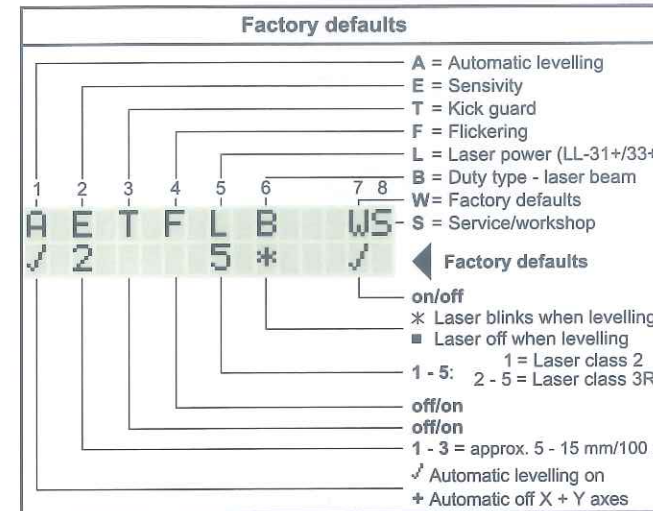 Factory defaults
A = Automatic levelling
E = Sensivity
T = Kick guard
F = Flickering
L = Laser power (LL-31+/33+
B = Duty type - laser beam
W= Factory defaults
S = Service/workshop
1 2 3 4 5 6 7 8
A E T F L B WS
✓ 2 5 * ✓
Factory defaults
on/off
* Laser blinks when levelling
■ Laser off when levelling
1 - 5: 1 = Laser class 2
2 - 5 = Laser class 3R
off/on
off/on
1 - 3 = approx. 5 - 15 mm/100
✓ Automatic levelling on
+ Automatic off X + Y axes